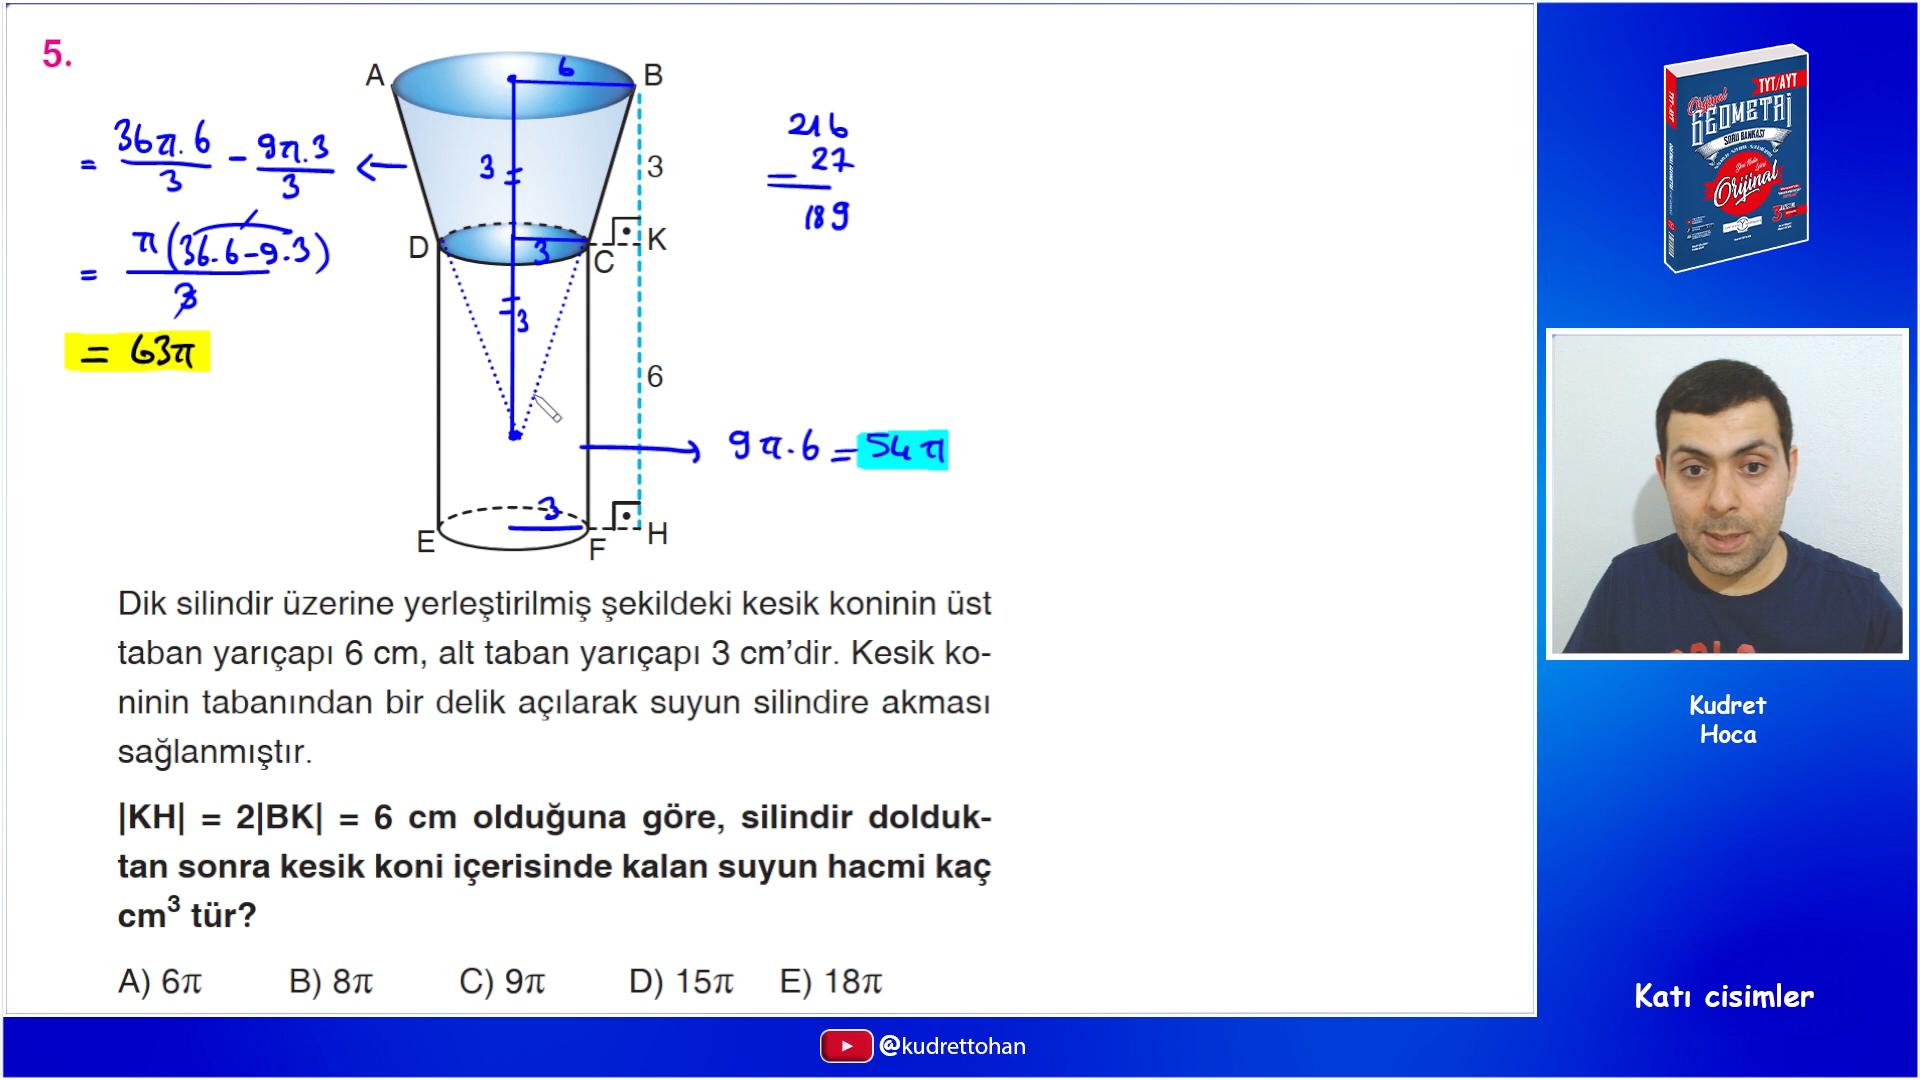 5.
A
B
6
3
3
K
D
3
C
3
6
3
E
F
H
= 36π.6/3 - 9π.3/3 ←
= π(36.6-9.3)/3
= 63π
216
- 27
189
→ 9π.6 = 54π
Dik silindir üzerine yerleştirilmiş şekildeki kesik koninin üst
taban yarıçapı 6 cm, alt taban yarıçapı 3 cm'dir. Kesik ko-
ninin tabanından bir delik açılarak suyun silindire akması
sağlanmıştır.
|KH| = 2|BK| = 6 cm olduğuna göre, silindir dolduk-
tan sonra kesik koni içerisinde kalan suyun hacmi kaç
cm³ tür?
A) 6π B) 8π C) 9π D) 15π E) 18π
TYT/AYT
Orijinal
GEOMETRİ
SORU BANKASI
Orijinal
Kudret
Hoca
Katı cisimler
@kudrettohan